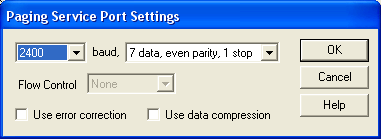 Paging Service Port Settings
2400 baud, 7 data, even parity, 1 stop OK
Flow Control None Cancel
Use error correction Use data compression Help